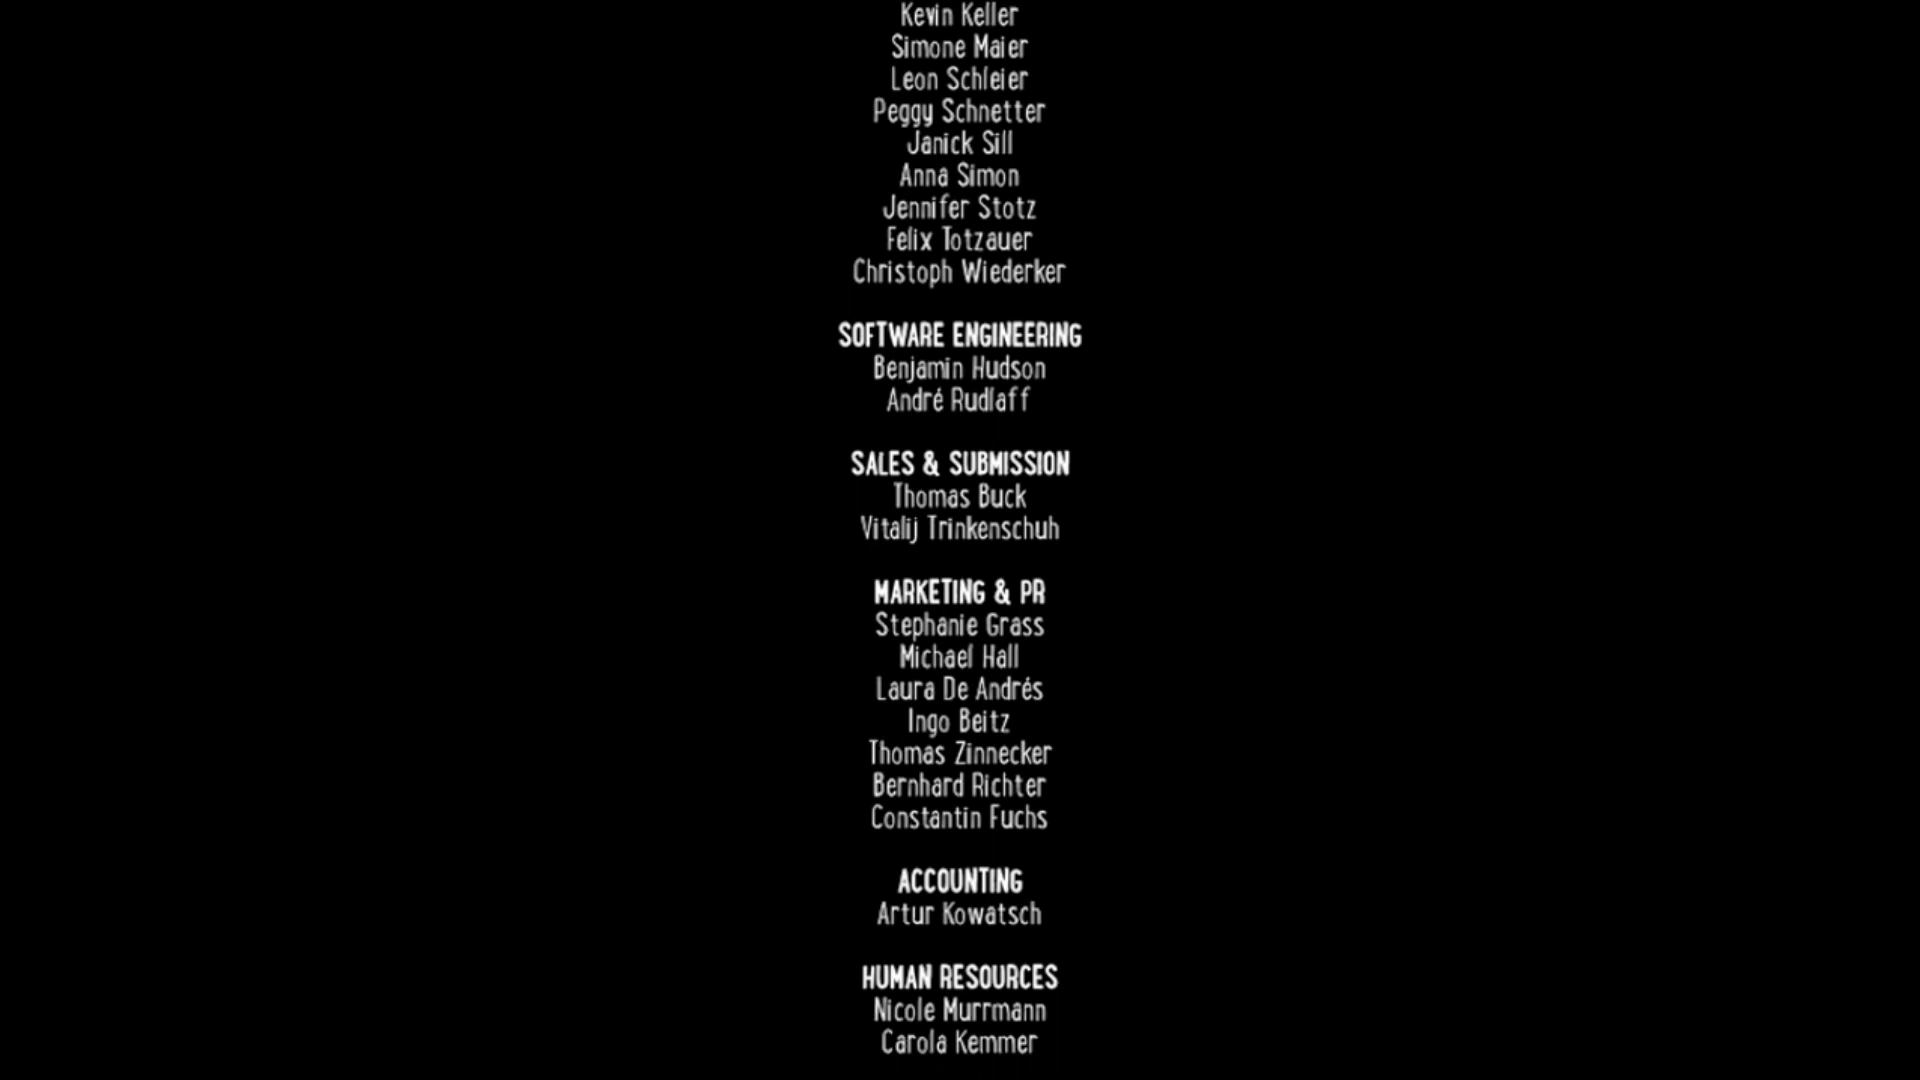 Kevin Keller
Simone Maier
Leon Schleier
Peggy Schnetter
Janick Sill
Anna Simon
Jennifer Stotz
Felix Totzauer
Christoph Wiederker
SOFTWARE ENGINEERING
Benjamin Hudson
André Rudlaff
SALES & SUBMISSION
Thomas Buck
Vitalij Trinkenschuh
MARKETING & PR
Stephanie Grass
Michael Hall
Laura De Andrés
Ingo Beitz
Thomas Zinnecker
Bernhard Richter
Constantin Fuchs
ACCOUNTING
Artur Kowatsch
HUMAN RESOURCES
Nicole Murrmann
Carola Kemmer